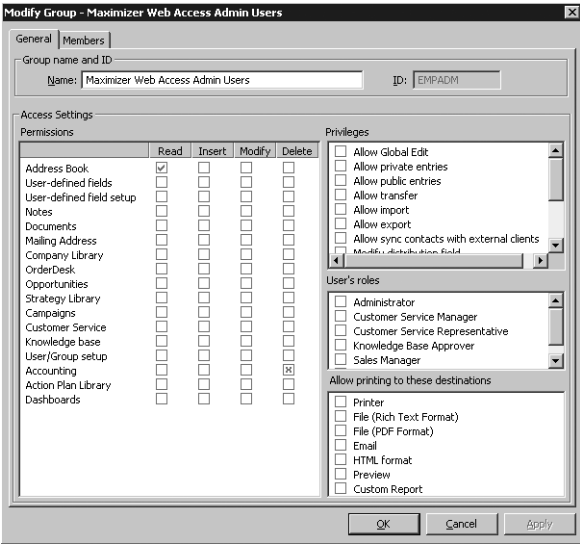 Modify Group - Maximizer Web Access Admin Users
General Members
Group name and ID
Name: Maximizer Web Access Admin Users ID: EMPADM
Access Settings
Permissions
Read Insert Modify Delete
Address Book
User-defined fields
User-defined field setup
Notes
Documents
Mailing Address
Company Library
OrderDesk
Opportunities
Strategy Library
Campaigns
Customer Service
Knowledge base
User/Group setup
Accounting
Action Plan Library
Dashboards
Privileges
Allow Global Edit
Allow private entries
Allow public entries
Allow transfer
Allow import
Allow export
Allow sync contacts with external clients
Modify distribution field
User's roles
Administrator
Customer Service Manager
Customer Service Representative
Knowledge Base Approver
Sales Manager
Allow printing to these destinations
Printer
File (Rich Text Format)
File (PDF Format)
Email
HTML format
Preview
Custom Report
OK Cancel Apply